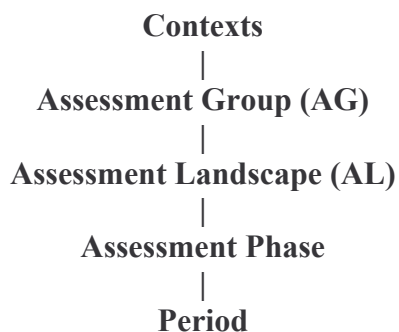 Contexts
Assessment Group (AG)
Assessment Landscape (AL)
Assessment Phase
Period